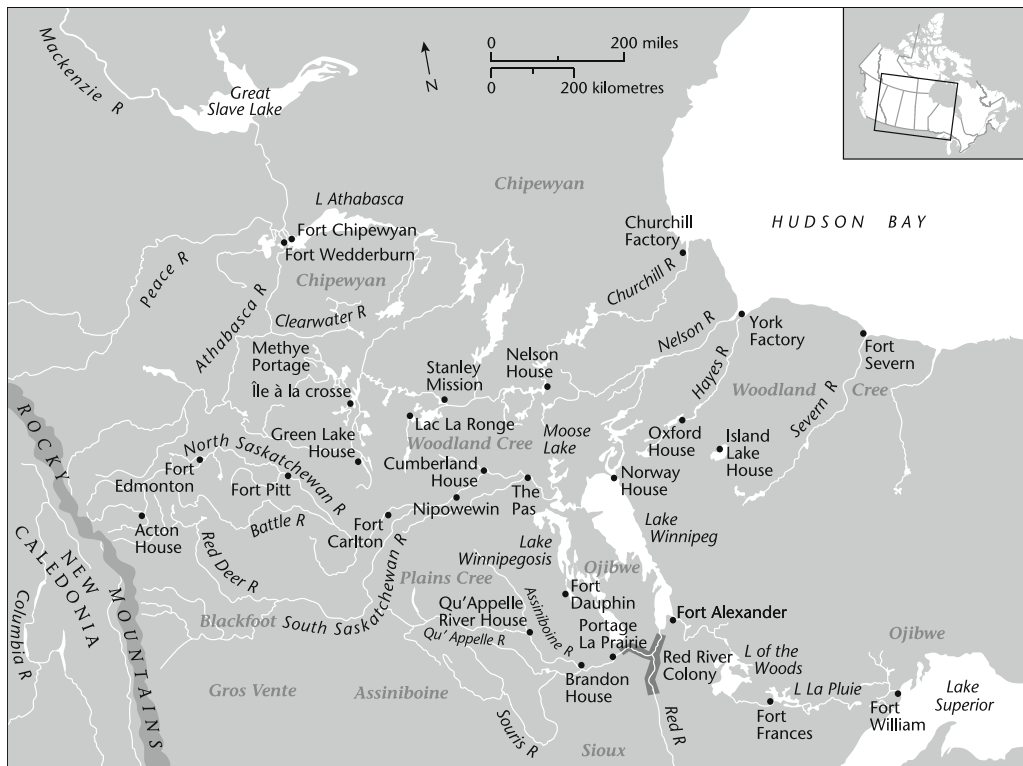 Mackenzie R
Great
Slave Lake
N
0
200 miles
0
200 kilometres
HUDSON BAY
Chipewyan
L Athabasca
Fort Chipewyan
Fort Wedderburn
Chipewyan
Peace R
Athabasca R
Clearwater R
Churchill
Factory
Churchill R
Nelson R
York
Factory
Hayes R
Fort
Severn
Severn R
Woodland Cree
Methye
Portage
Île à la crosse
Stanley
Mission
Nelson
House
Lac La Ronge
Woodland Cree
Moose
Lake
Oxford
House
Island
Lake
House
Green Lake
House
Cumberland
House
Nipowewin
The
Pas
Norway
House
ROCKY MOUNTAINS
North Saskatchewan R
Fort
Edmonton
Fort Pitt
Battle R
Fort
Carlton
Acton
House
Red Deer R
NEW
CALEDONIA
Columbia R
Blackfoot
South Saskatchewan R
Plains Cree
Lake
Winnipegosis
Lake
Winnipeg
Ojibwe
Fort
Dauphin
Qu'Appelle
River House
Qu' Appelle R
Assiniboine R
Portage
La Prairie
Fort Alexander
Red River
Colony
L of the
Woods
Ojibwe
L La Pluie
Lake
Superior
Fort
William
Fort
Frances
Brandon
House
Gros Vente
Assiniboine
Souris R
Sioux
Red R